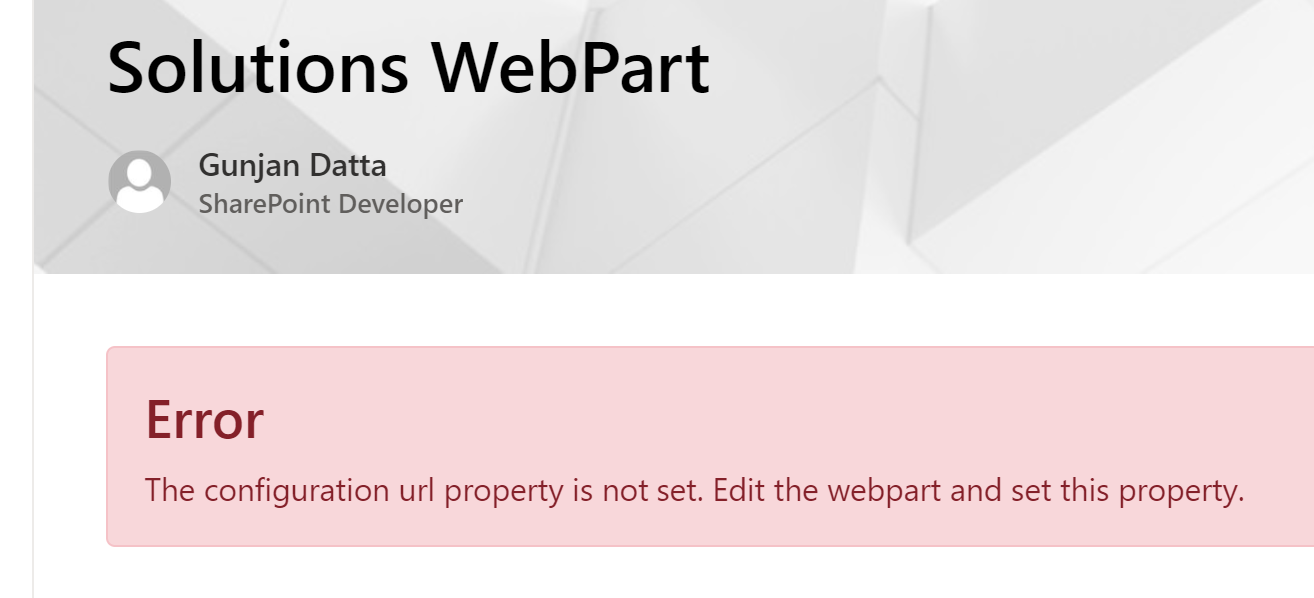 Solutions WebPart
Gunjan Datta
SharePoint Developer
Error
The configuration url property is not set. Edit the webpart and set this property.